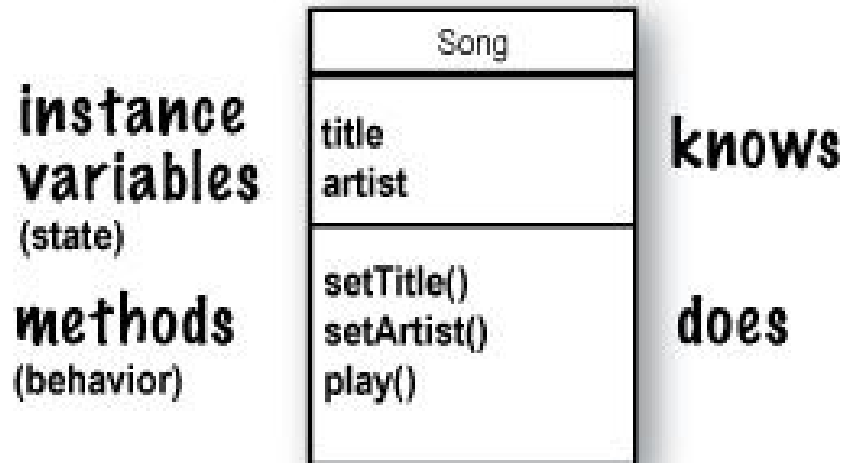 Song
instance
variables
(state)
title
artist
knows
methods
(behavior)
setTitle()
setArtist()
play()
does